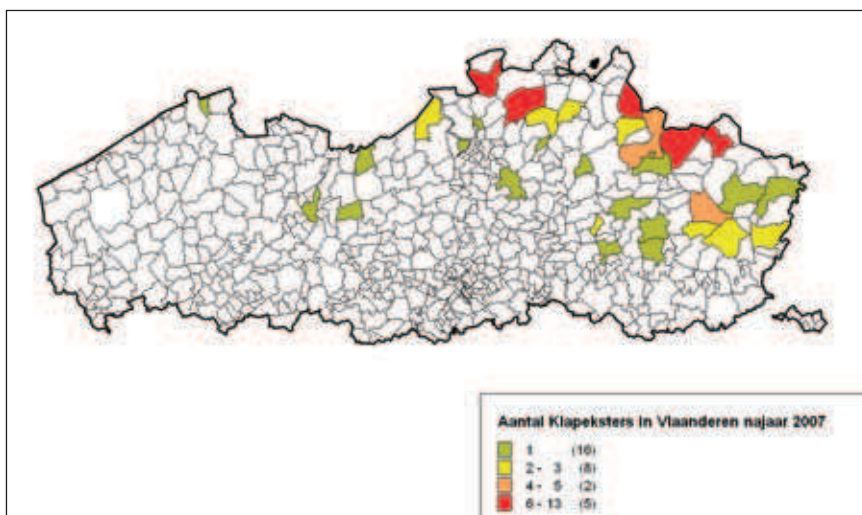 Aantal Klapeksters in Vlaanderen najaar 2007
1 (16)
2 - 3 (8)
4 - 5 (2)
6 - 13 (5)